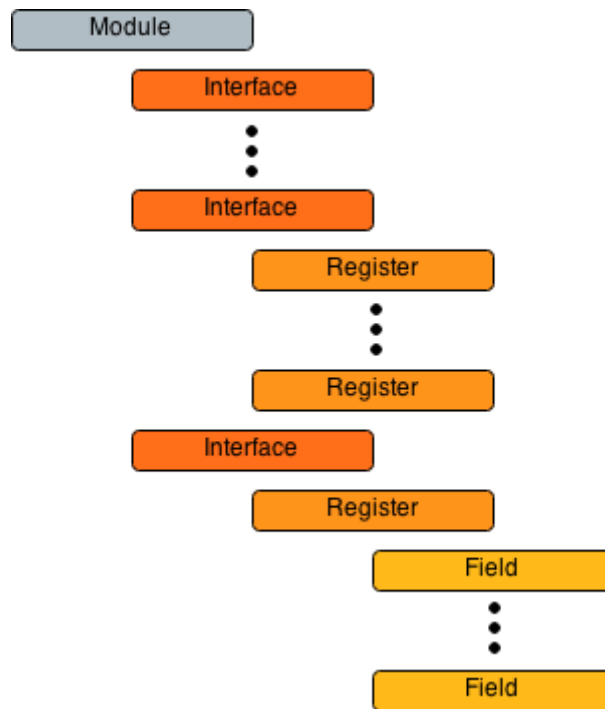 Module
Interface
Interface
Register
Register
Interface
Register
Field
Field